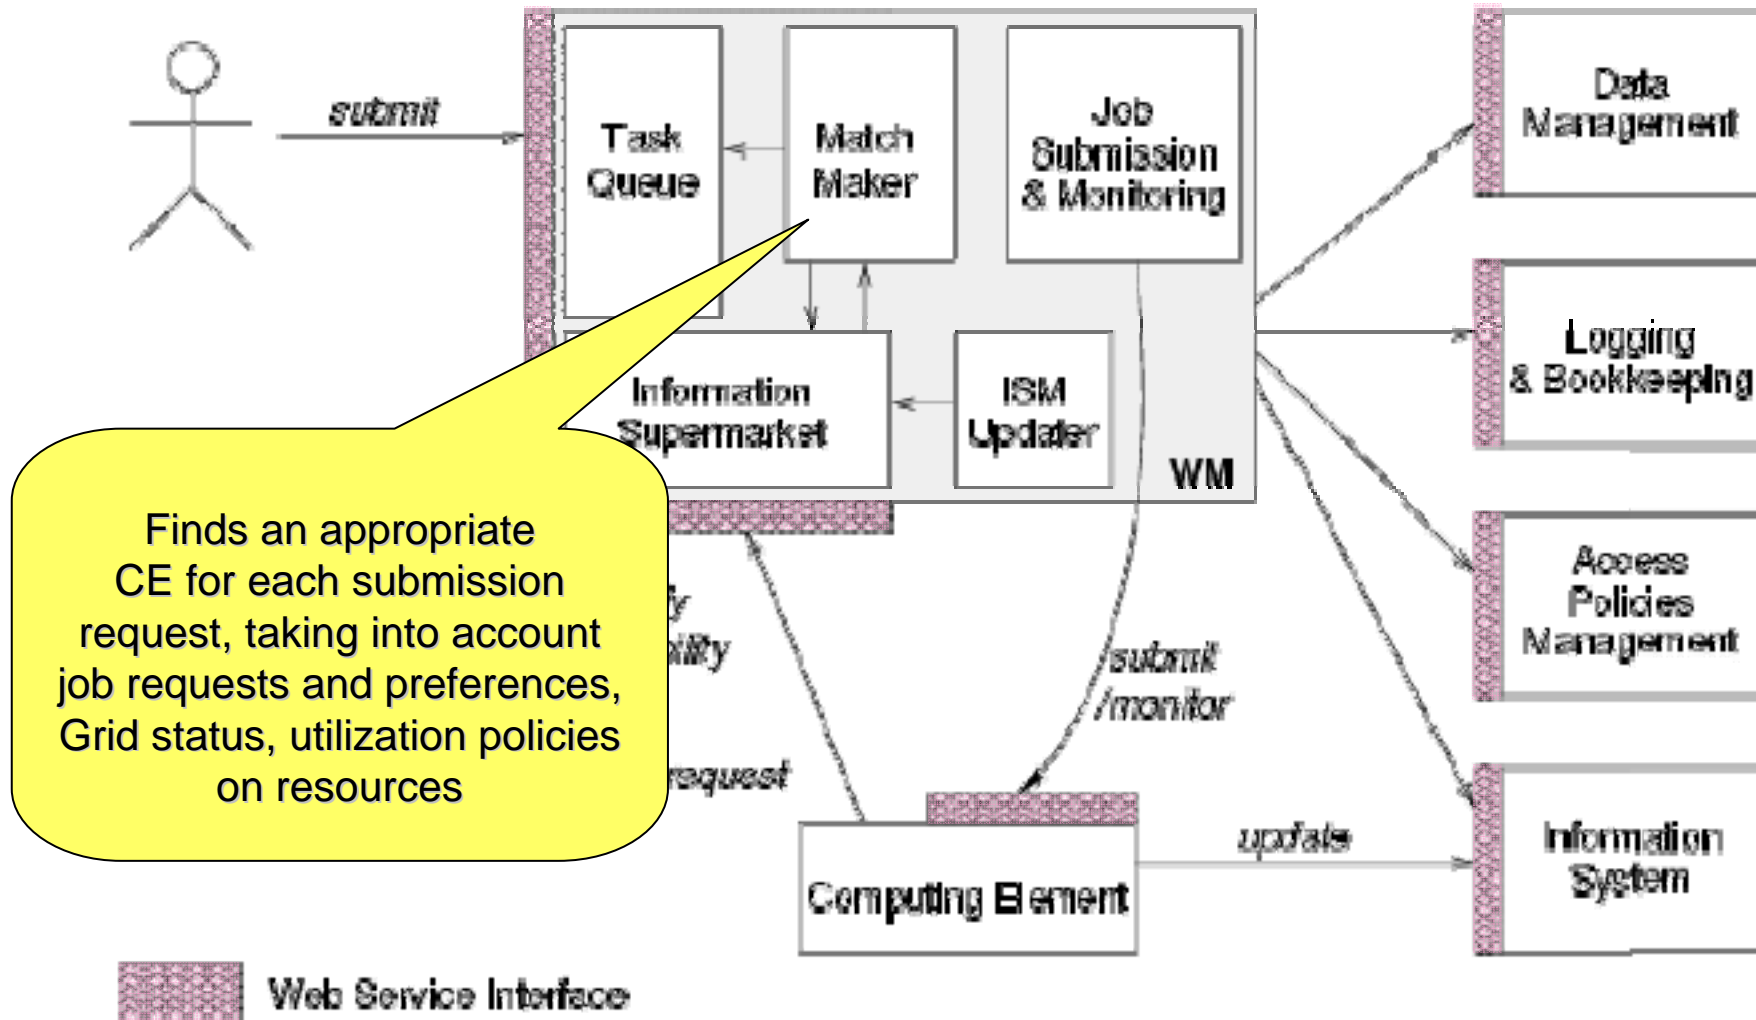 submit
Task
Queue
Match
Maker
Job
Submission
& Monitoring
Data
Management
Information
Supermarket
ISM
Updater
WM
Logging
& Bookkeeping
Finds an appropriate
CE for each submission
request, taking into account
job requests and preferences,
Grid status, utilization policies
on resources
request
submit
/monitor
Access
Policies
Management
Computing Element
update
Information
System
Web Service Interface